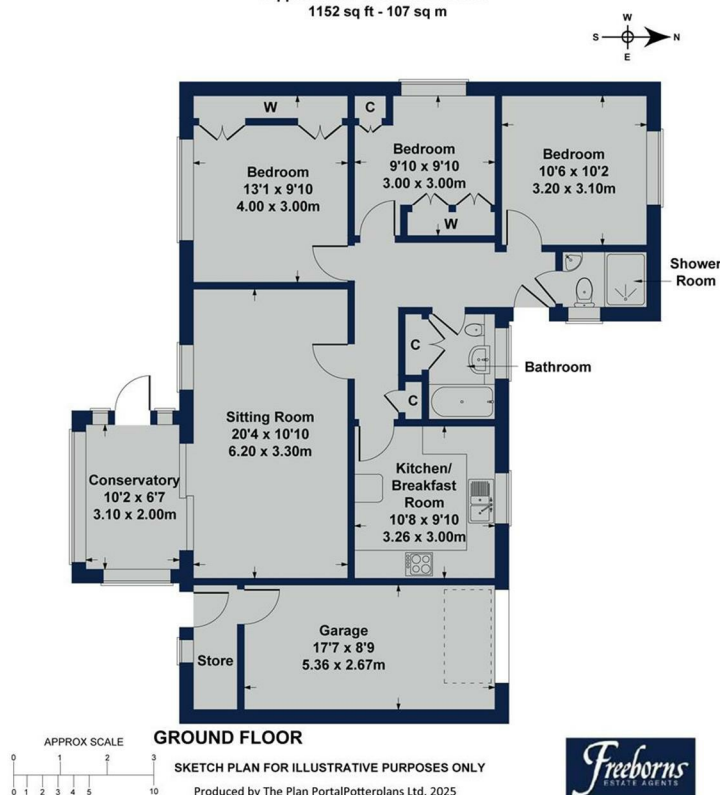 1152 sq ft - 107 sq m
W
S
N
E
W
C
Bedroom
13'1 x 9'10
4.00 x 3.00m
Bedroom
9'10 x 9'10
3.00 x 3.00m
W
Bedroom
10'6 x 10'2
3.20 x 3.10m
Shower
Room
C
Bathroom
C
Sitting Room
20'4 x 10'10
6.20 x 3.30m
Conservatory
10'2 x 6'7
3.10 x 2.00m
Kitchen/
Breakfast
Room
10'8 x 9'10
3.26 x 3.00m
Garage
17'7 x 8'9
5.36 x 2.67m
Store
APPROX SCALE
0 1 2 3
0 1 2 3 4 5 10
GROUND FLOOR
SKETCH PLAN FOR ILLUSTRATIVE PURPOSES ONLY
Produced by The Plan PortalPotterplans Ltd. 2025
Freeborns
ESTATE AGENTS